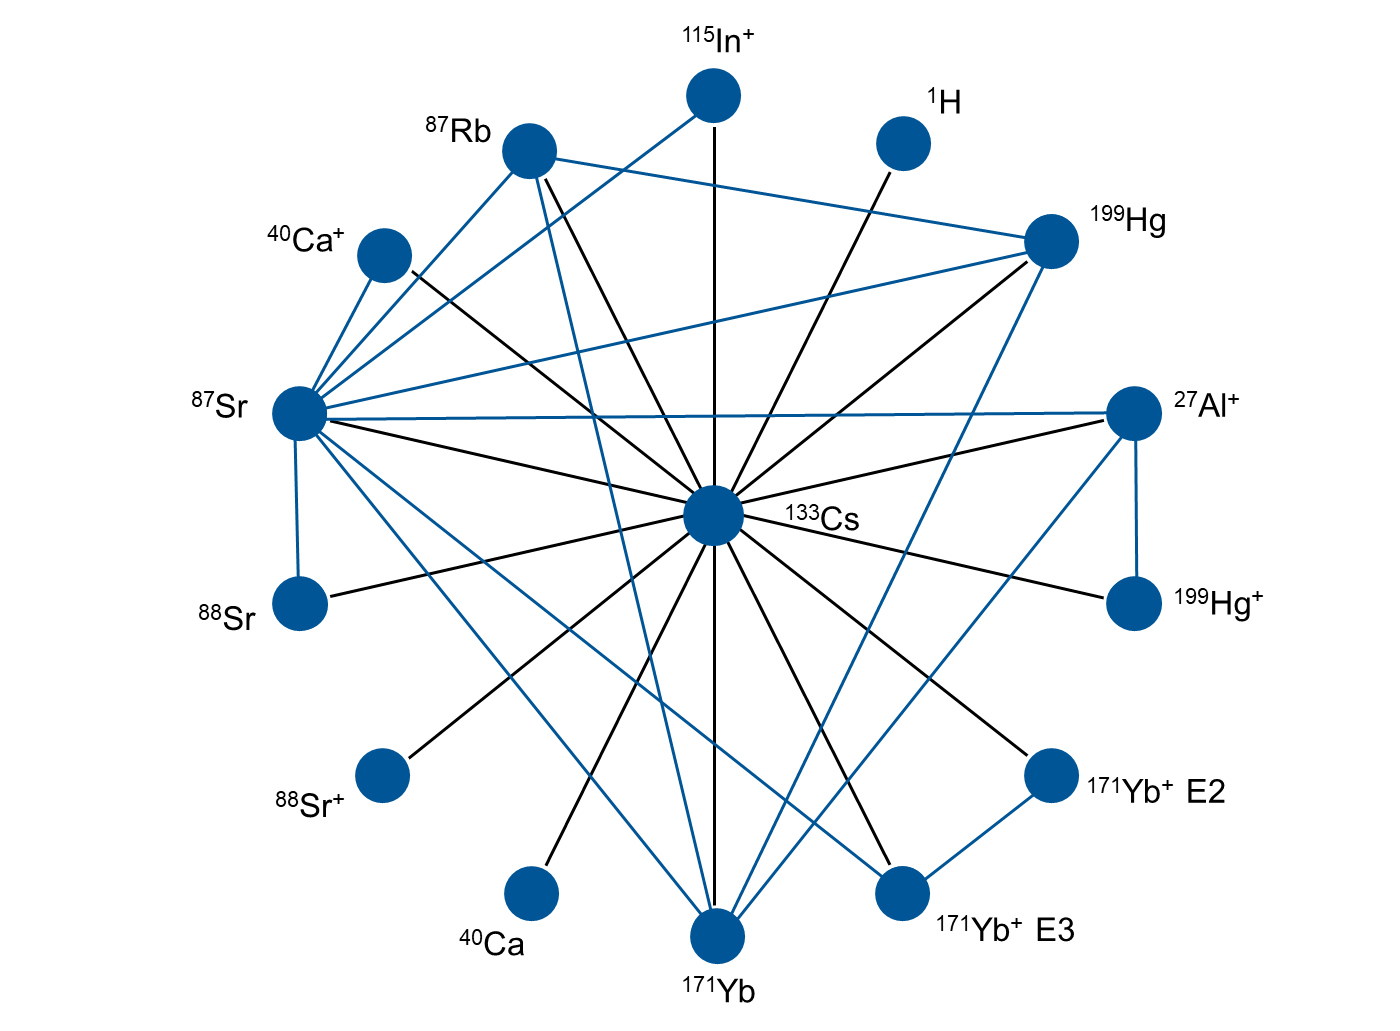 ¹¹⁵In⁺
¹H
⁸⁷Rb
¹⁹⁹Hg
⁴⁰Ca⁺
⁸⁷Sr
²⁷Al⁺
¹³³Cs
⁸⁸Sr
¹⁹⁹Hg⁺
⁸⁸Sr⁺
¹⁷¹Yb⁺ E2
⁴⁰Ca
¹⁷¹Yb⁺ E3
¹⁷¹Yb